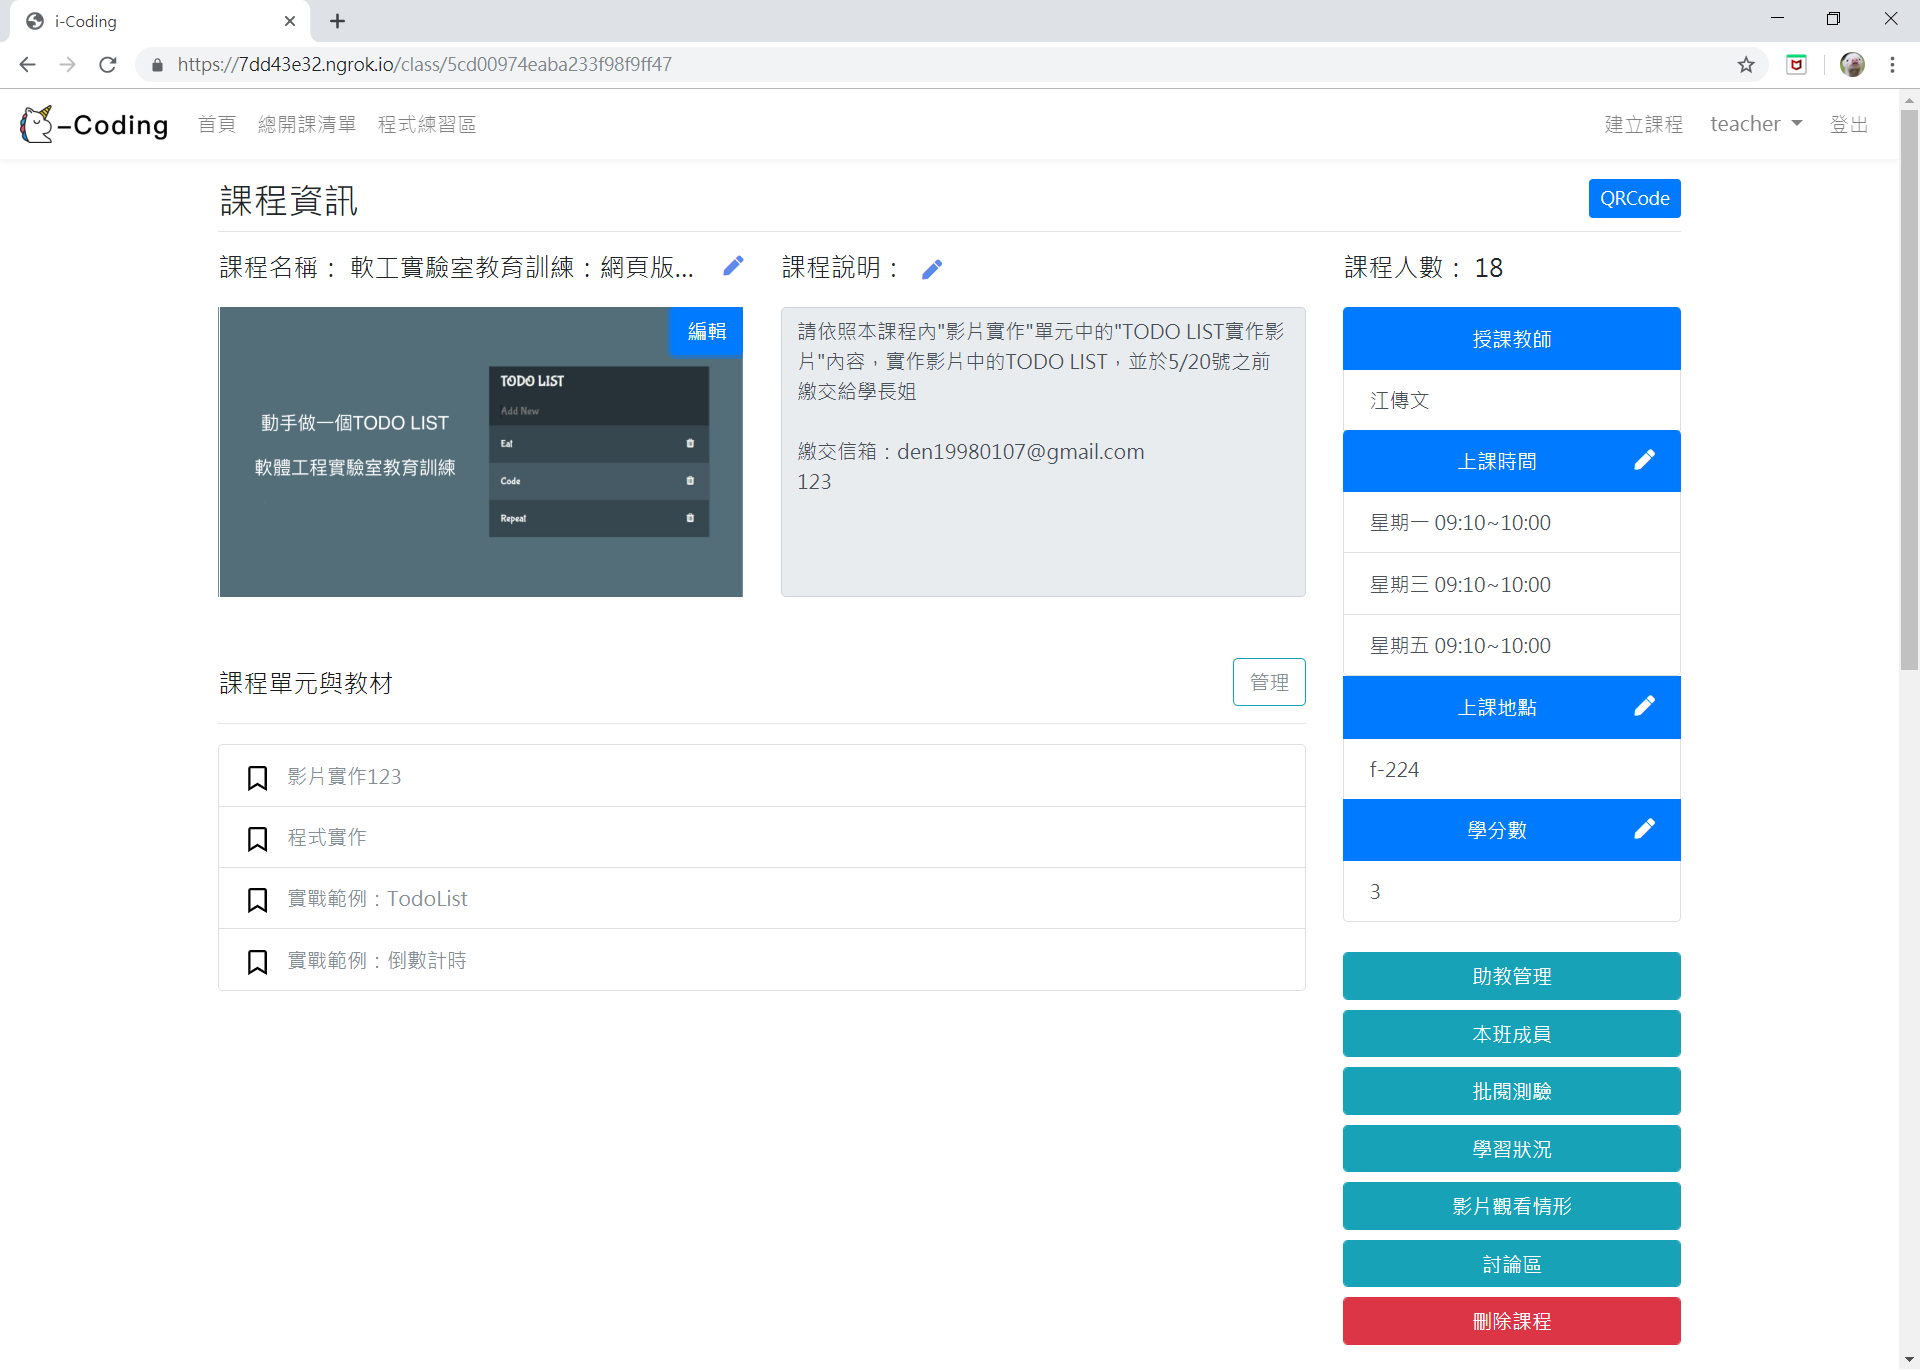 i-Coding
https://7dd43e32.ngrok.io/class/5cd00974eaba233f98f9ff47
-Coding 首頁 總開課清單 程式練習區 建立課程 teacher 登出
課程資訊
QRCode
課程名稱： 軟工實驗室教育訓練：網頁版...
編輯
動手做一個TODO LIST
軟體工程實驗室教育訓練
TODO LIST
Add New
Eat
Code
Repeat
課程說明：
請依照本課程內"影片實作"單元中的"TODO LIST實作影
片"內容，實作影片中的TODO LIST，並於5/20號之前
繳交給學長姐
繳交信箱：den19980107@gmail.com
123
課程人數： 18
授課教師
江傳文
上課時間
星期一 09:10~10:00
星期三 09:10~10:00
星期五 09:10~10:00
上課地點
f-224
學分數
3
課程單元與教材
管理
影片實作123
程式實作
實戰範例：TodoList
實戰範例：倒數計時
助教管理
本班成員
批閱測驗
學習狀況
影片觀看情形
討論區
刪除課程